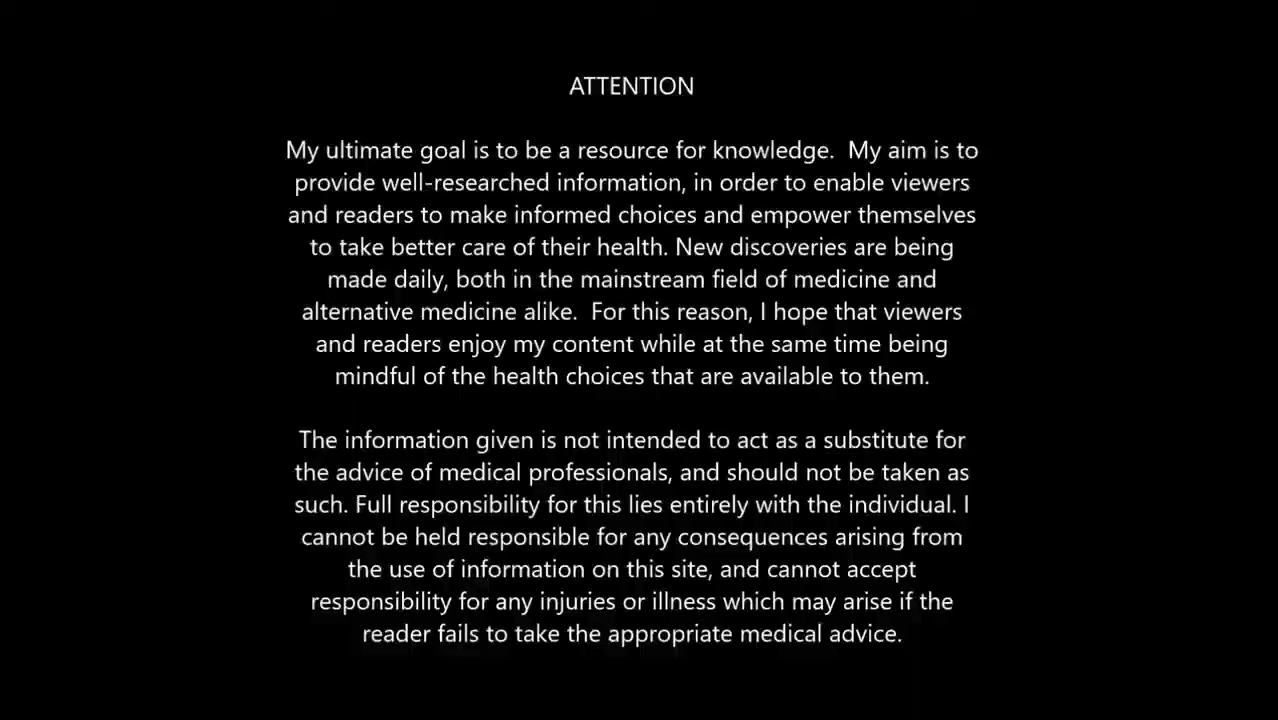 ATTENTION
My ultimate goal is to be a resource for knowledge.  My aim is to
provide well-researched information, in order to enable viewers
and readers to make informed choices and empower themselves
to take better care of their health. New discoveries are being
made daily, both in the mainstream field of medicine and
alternative medicine alike.  For this reason, I hope that viewers
and readers enjoy my content while at the same time being
mindful of the health choices that are available to them.
The information given is not intended to act as a substitute for
the advice of medical professionals, and should not be taken as
such. Full responsibility for this lies entirely with the individual. I
cannot be held responsible for any consequences arising from
the use of information on this site, and cannot accept
responsibility for any injuries or illness which may arise if the
reader fails to take the appropriate medical advice.